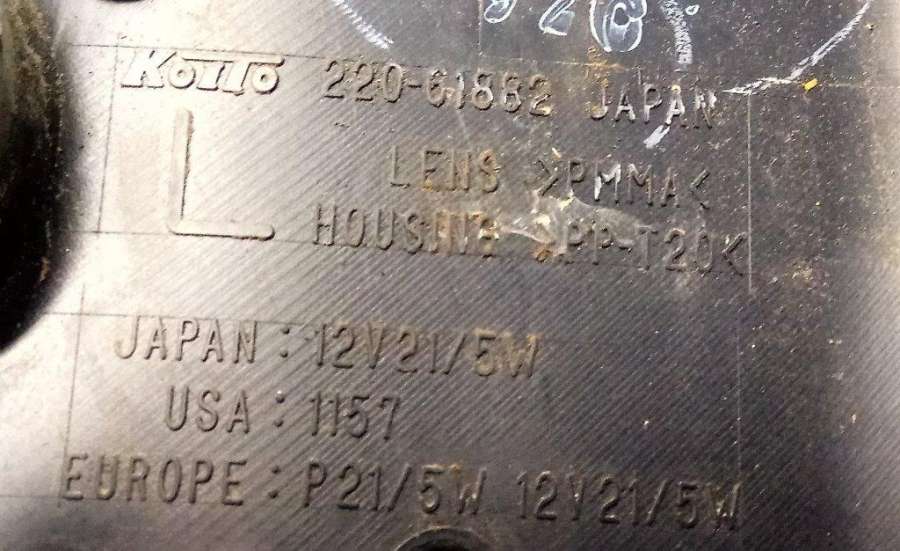 KOITO 220-61882 JAPAN
L
LENS >PMMA<
HOUSING >PP-T20<
JAPAN : 12V21/5W
USA : 1157
EUROPE : P21/5W 12V21/5W